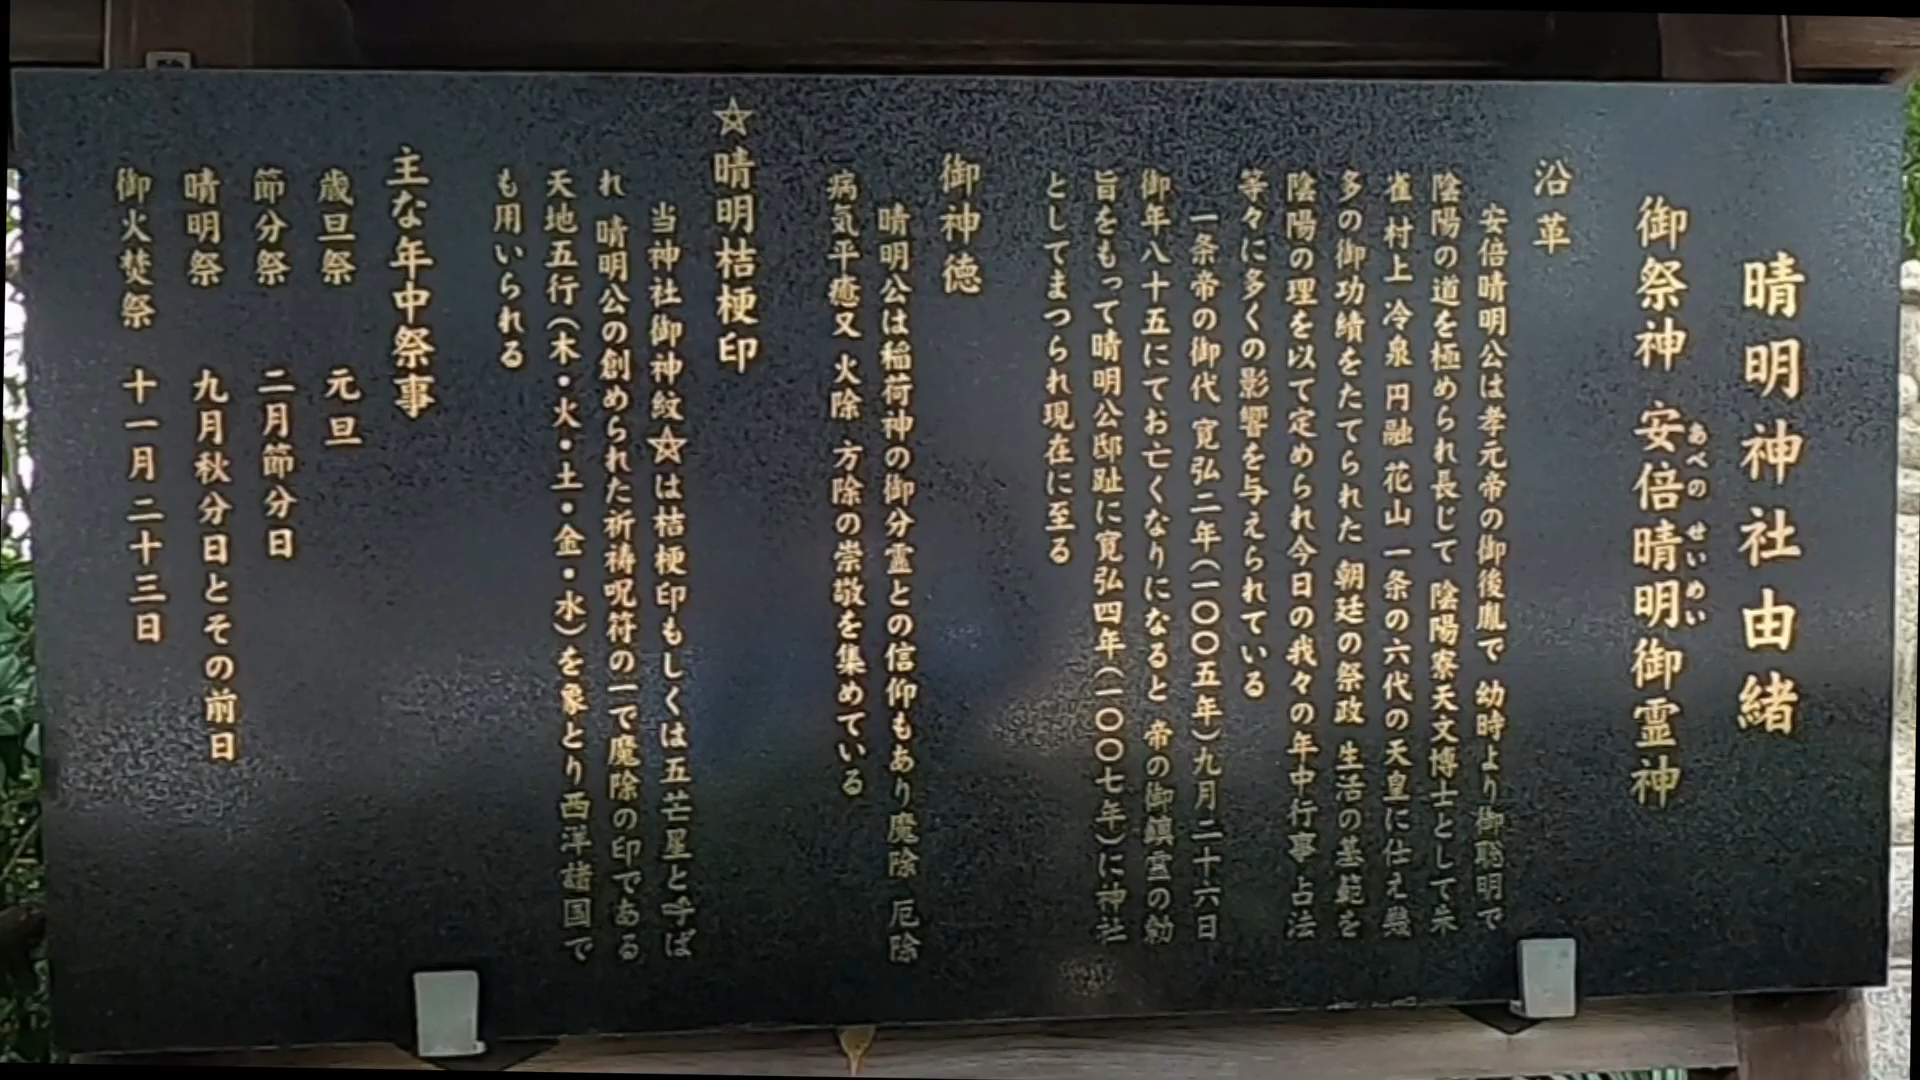 晴明神社由緒
御祭神 安倍晴明御霊神
あべの せいめい
沿革
安倍晴明公は孝元帝の御後胤で 幼時より御聡明で
陰陽の道を極められ長じて 陰陽寮天文博士として朱
雀 村上 冷泉 円融 花山 一条の六代の天皇に仕え幾
多の御功績をたてられた 朝廷の祭政 生活の基範を
陰陽の理を以て定められ今日の我々の年中行事 占法
等々に多くの影響を与えられている
一条帝の御代 寛弘二年(一〇〇五年)九月二十六日
御年八十五にてお亡くなりになると 帝の御鎮霊の勅
旨をもって晴明公邸趾に寛弘四年(一〇〇七年)に神社
としてまつられ現在に至る
御神徳
晴明公は稲荷神の御分霊との信仰もあり魔除 厄除
病気平癒又 火除 方除の崇敬を集めている
☆晴明桔梗印
当神社御神紋☆は桔梗印もしくは五芒星と呼ば
れ 晴明公の創められた祈祷呪符の一で魔除の印である
天地五行(木・火・土・金・水)を象とり西洋諸国で
も用いられる
主な年中祭事
歳旦祭 元旦
節分祭 二月節分日
晴明祭 九月秋分日とその前日
御火焚祭 十一月二十三日